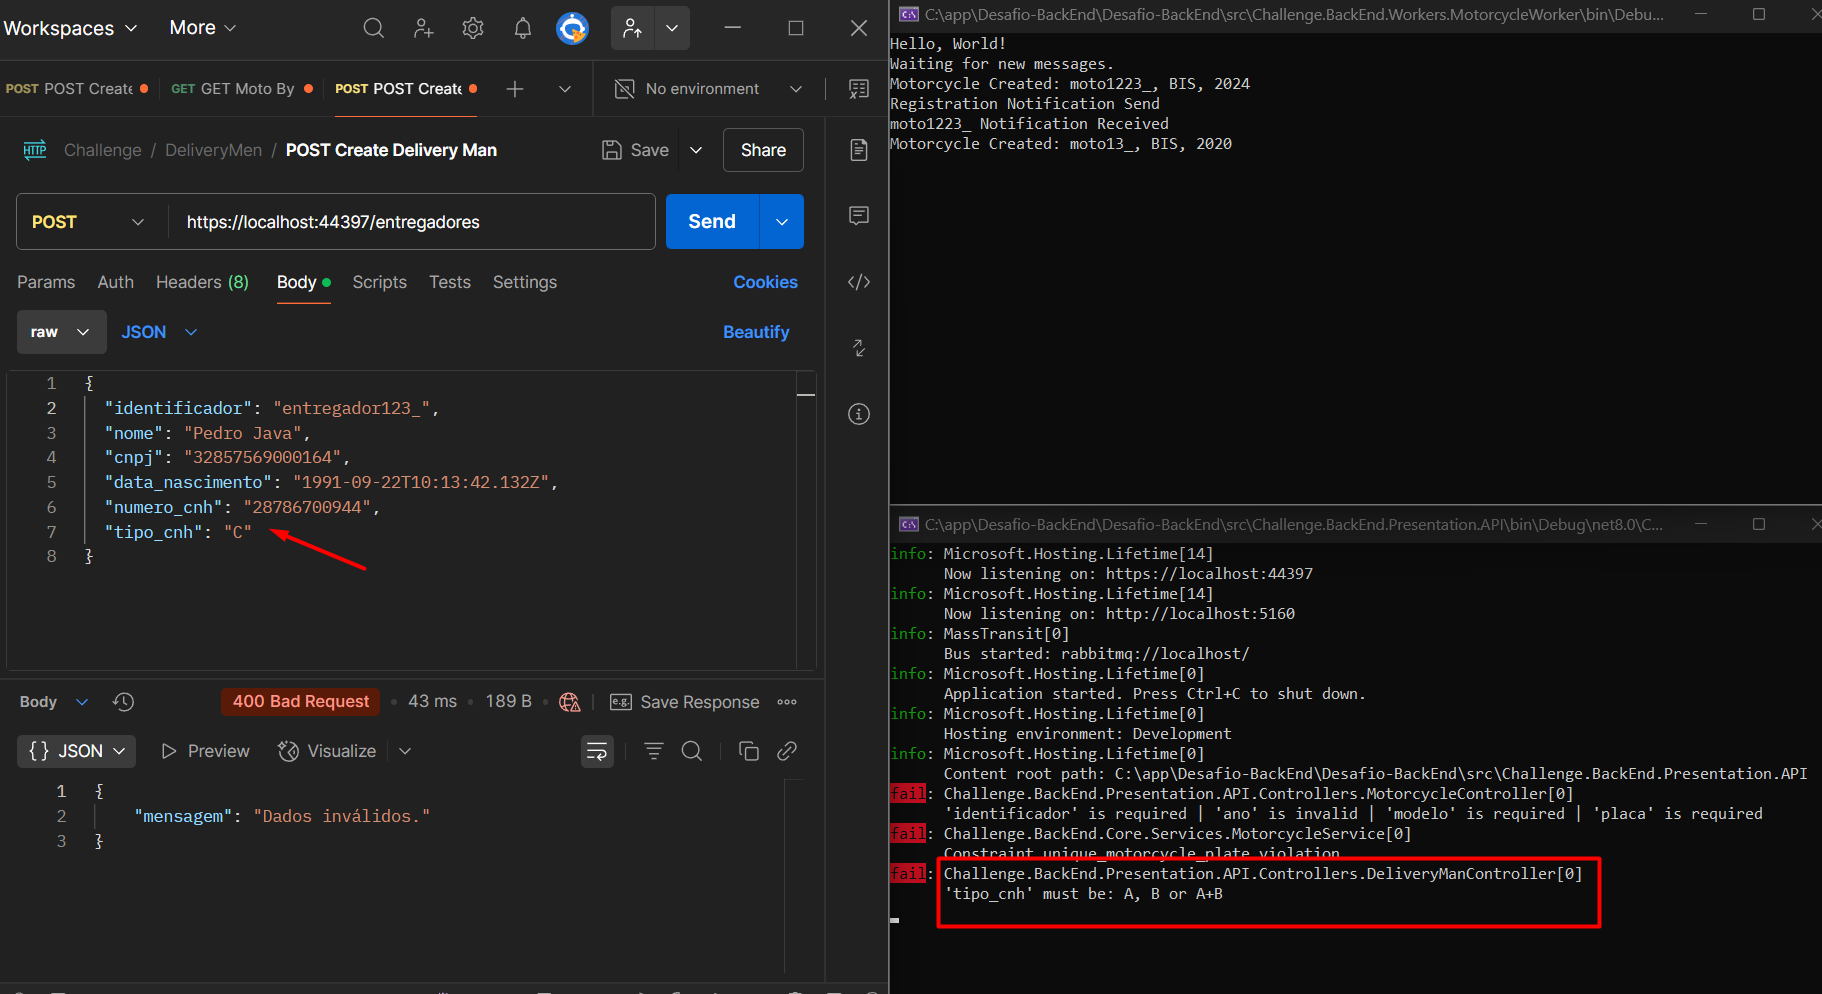 Workspaces
More
POST POST Create
GET GET Moto By
POST POST Create
No environment
HTTP
Challenge / DeliveryMen / POST Create Delivery Man
Save
Share
POST
https://localhost:44397/entregadores
Send
Params
Auth
Headers (8)
Body
Scripts
Tests
Settings
Cookies
raw
JSON
Beautify
1 {
2 "identificador": "entregador123_",
3 "nome": "Pedro Java",
4 "cnpj": "32857569000164",
5 "data_nascimento": "1991-09-22T10:13:42.132Z",
6 "numero_cnh": "28786700944",
7 "tipo_cnh": "C"
8 }
Body
400 Bad Request
43 ms
189 B
e.g.
Save Response
{} JSON
Preview
Visualize
1 {
2 "mensagem": "Dados inválidos."
3 }
C:\app\Desafio-BackEnd\Desafio-BackEnd\src\Challenge.BackEnd.Workers.MotorcycleWorker\bin\Debu...
Hello, World!
Waiting for new messages.
Motorcycle Created: moto1223_, BIS, 2024
Registration Notification Send
moto1223_ Notification Received
Motorcycle Created: moto13_, BIS, 2020
C:\app\Desafio-BackEnd\Desafio-BackEnd\src\Challenge.BackEnd.Presentation.API\bin\Debug\net8.0\C...
info: Microsoft.Hosting.Lifetime[14]
Now listening on: https://localhost:44397
info: Microsoft.Hosting.Lifetime[14]
Now listening on: http://localhost:5160
info: MassTransit[0]
Bus started: rabbitmq://localhost/
info: Microsoft.Hosting.Lifetime[0]
Application started. Press Ctrl+C to shut down.
info: Microsoft.Hosting.Lifetime[0]
Hosting environment: Development
info: Microsoft.Hosting.Lifetime[0]
Content root path: C:\app\Desafio-BackEnd\Desafio-BackEnd\src\Challenge.BackEnd.Presentation.API
fail: Challenge.BackEnd.Presentation.API.Controllers.MotorcycleController[0]
'identificador' is required | 'ano' is invalid | 'modelo' is required | 'placa' is required
fail: Challenge.BackEnd.Core.Services.MotorcycleService[0]
Constraint unique_motorcycle_plate violation
fail: Challenge.BackEnd.Presentation.API.Controllers.DeliveryManController[0]
'tipo_cnh' must be: A, B or A+B